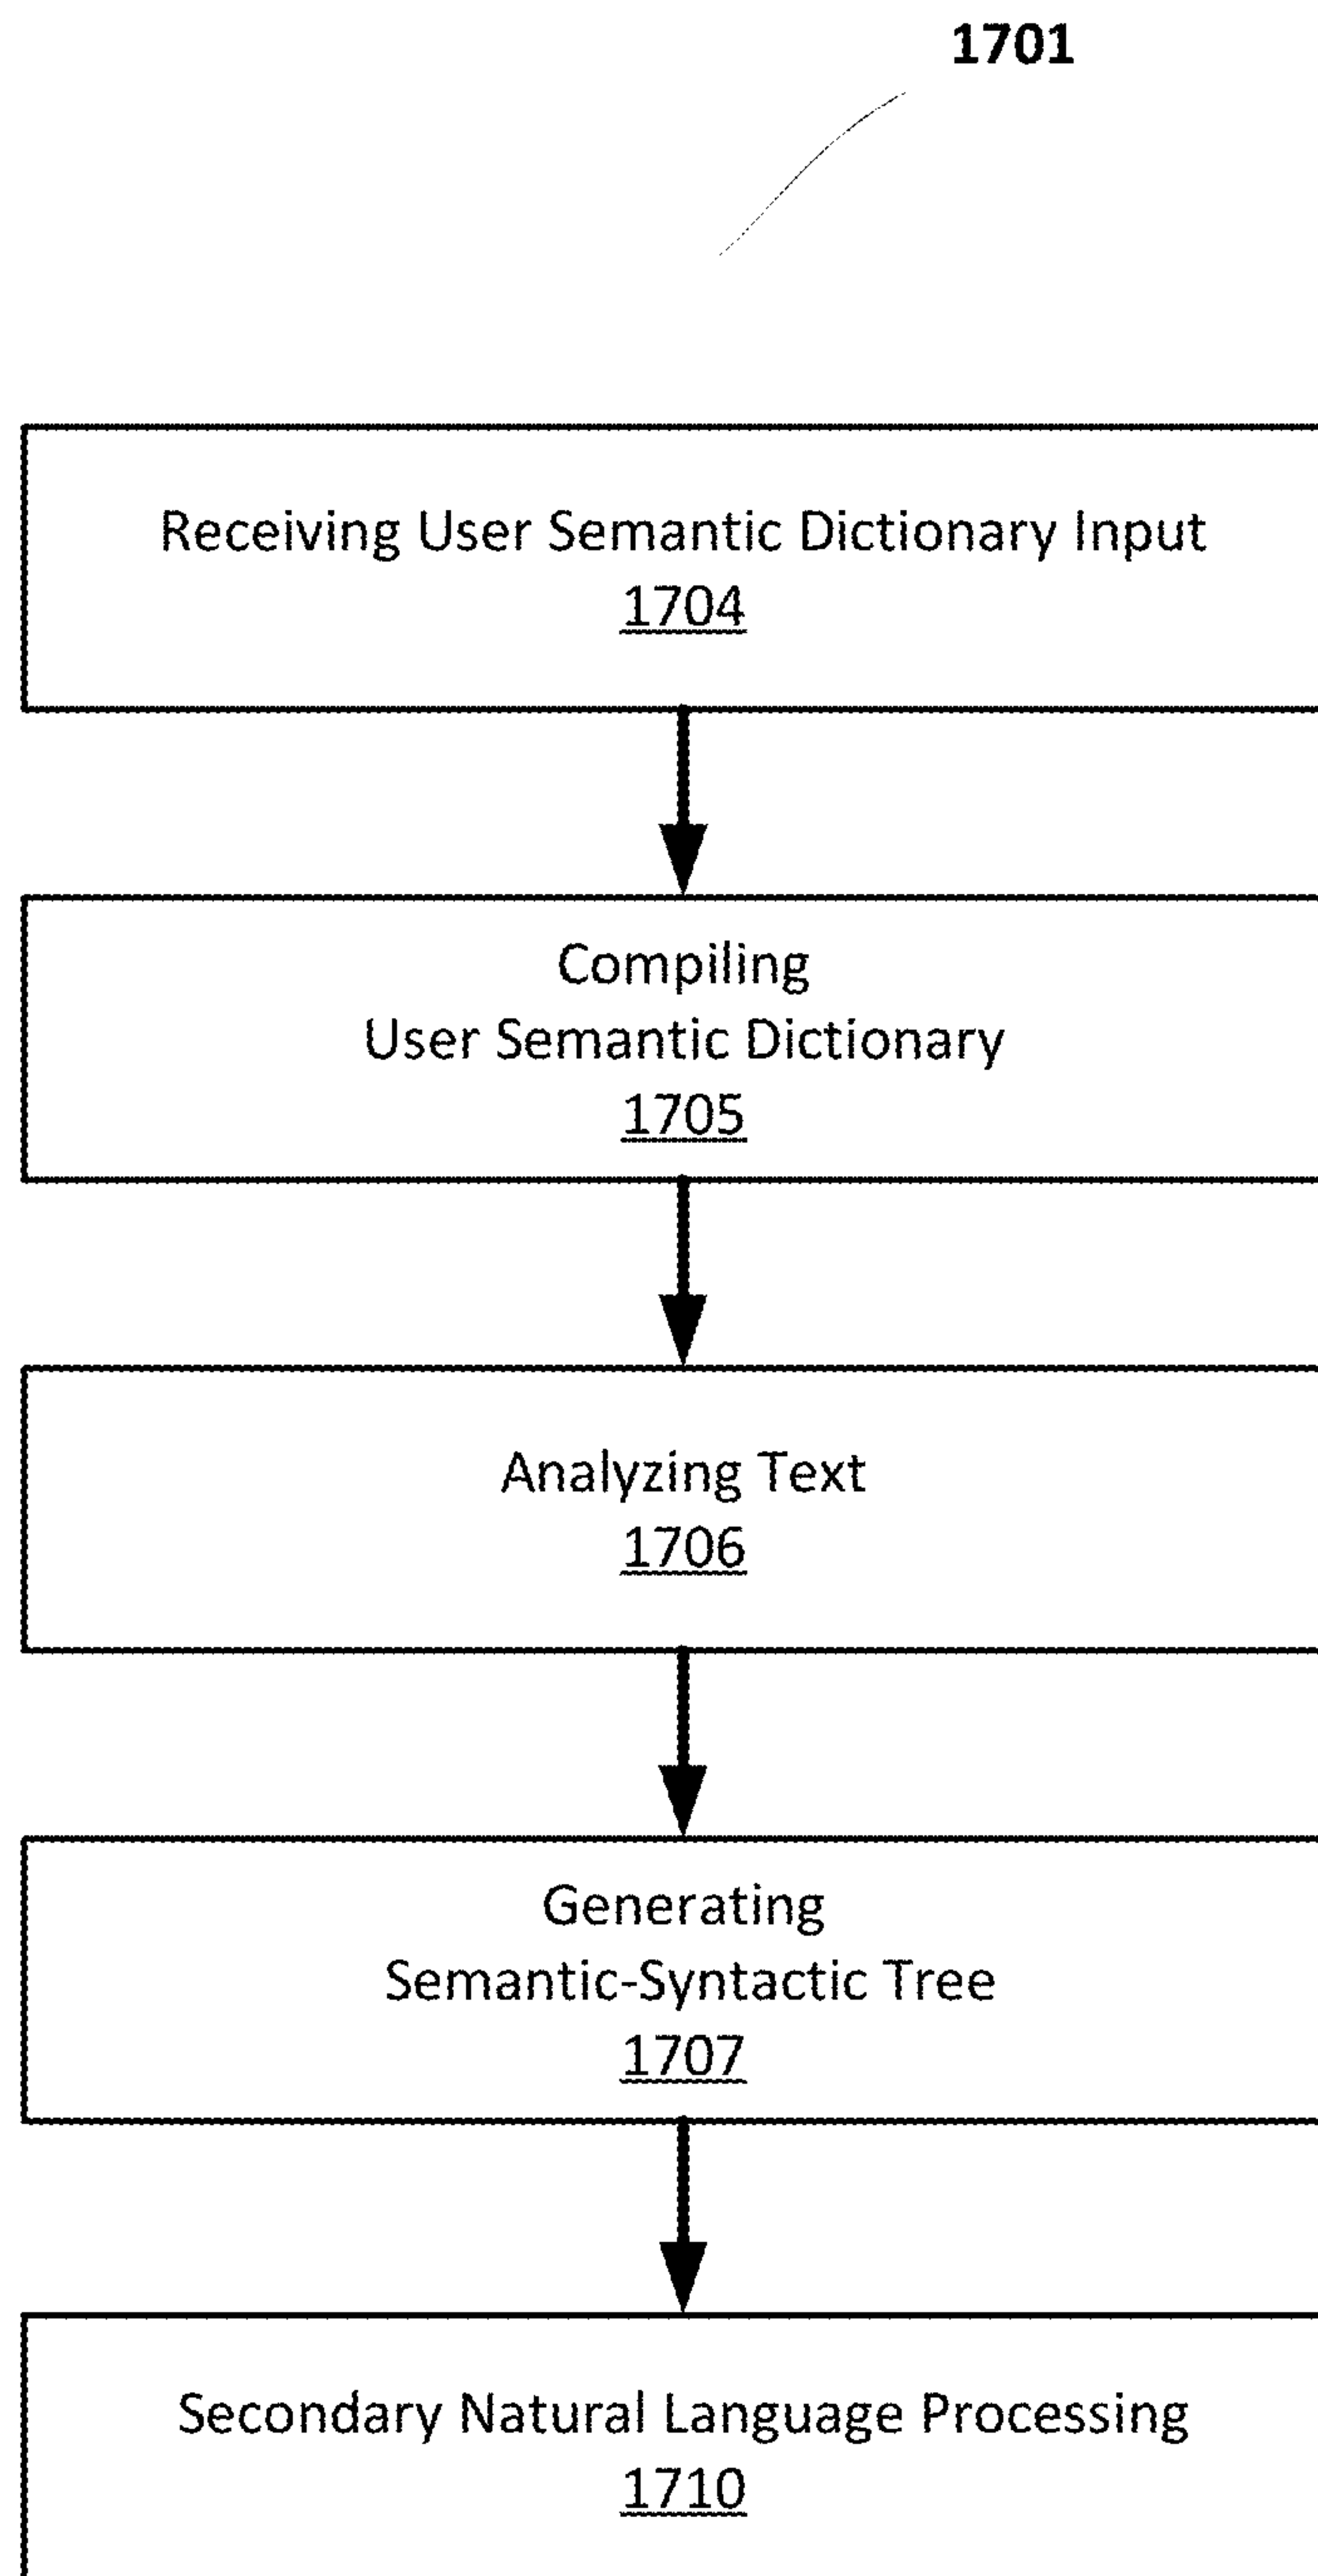 1701
Receiving User Semantic Dictionary Input
1704
Compiling
User Semantic Dictionary
1705
Analyzing Text
1706
Generating
Semantic-Syntactic Tree
1707
Secondary Natural Language Processing
1710